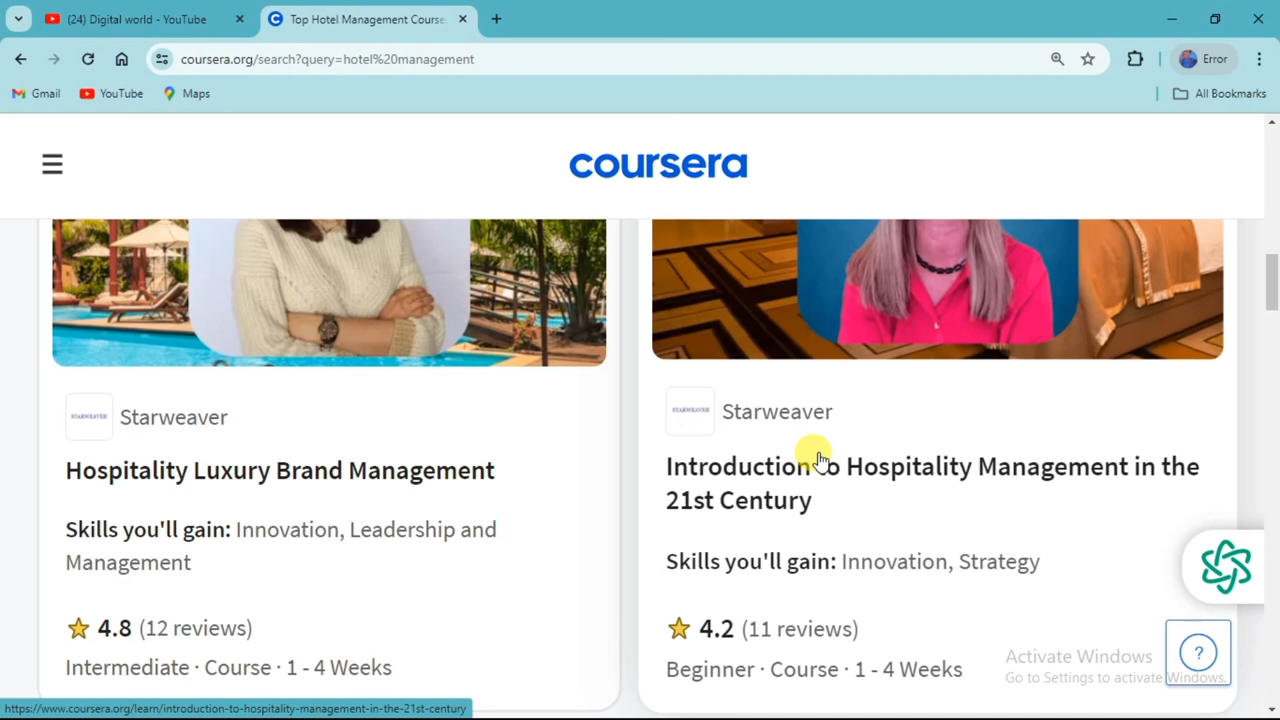 (24) Digital world - YouTube
Top Hotel Management Course
coursera.org/search?query=hotel%20management
Error
Gmail
YouTube
Maps
All Bookmarks
coursera
STARWEAVER
Starweaver
Hospitality Luxury Brand Management
Skills you'll gain: Innovation, Leadership and
Management
4.8 (12 reviews)
Intermediate · Course · 1 - 4 Weeks
STARWEAVER
Starweaver
Introduction to Hospitality Management in the
21st Century
Skills you'll gain: Innovation, Strategy
4.2 (11 reviews)
Beginner · Course · 1 - 4 Weeks
?
Activate Windows
Go to Settings to activate Windows.
https://www.coursera.org/learn/introduction-to-hospitality-management-in-the-21st-century